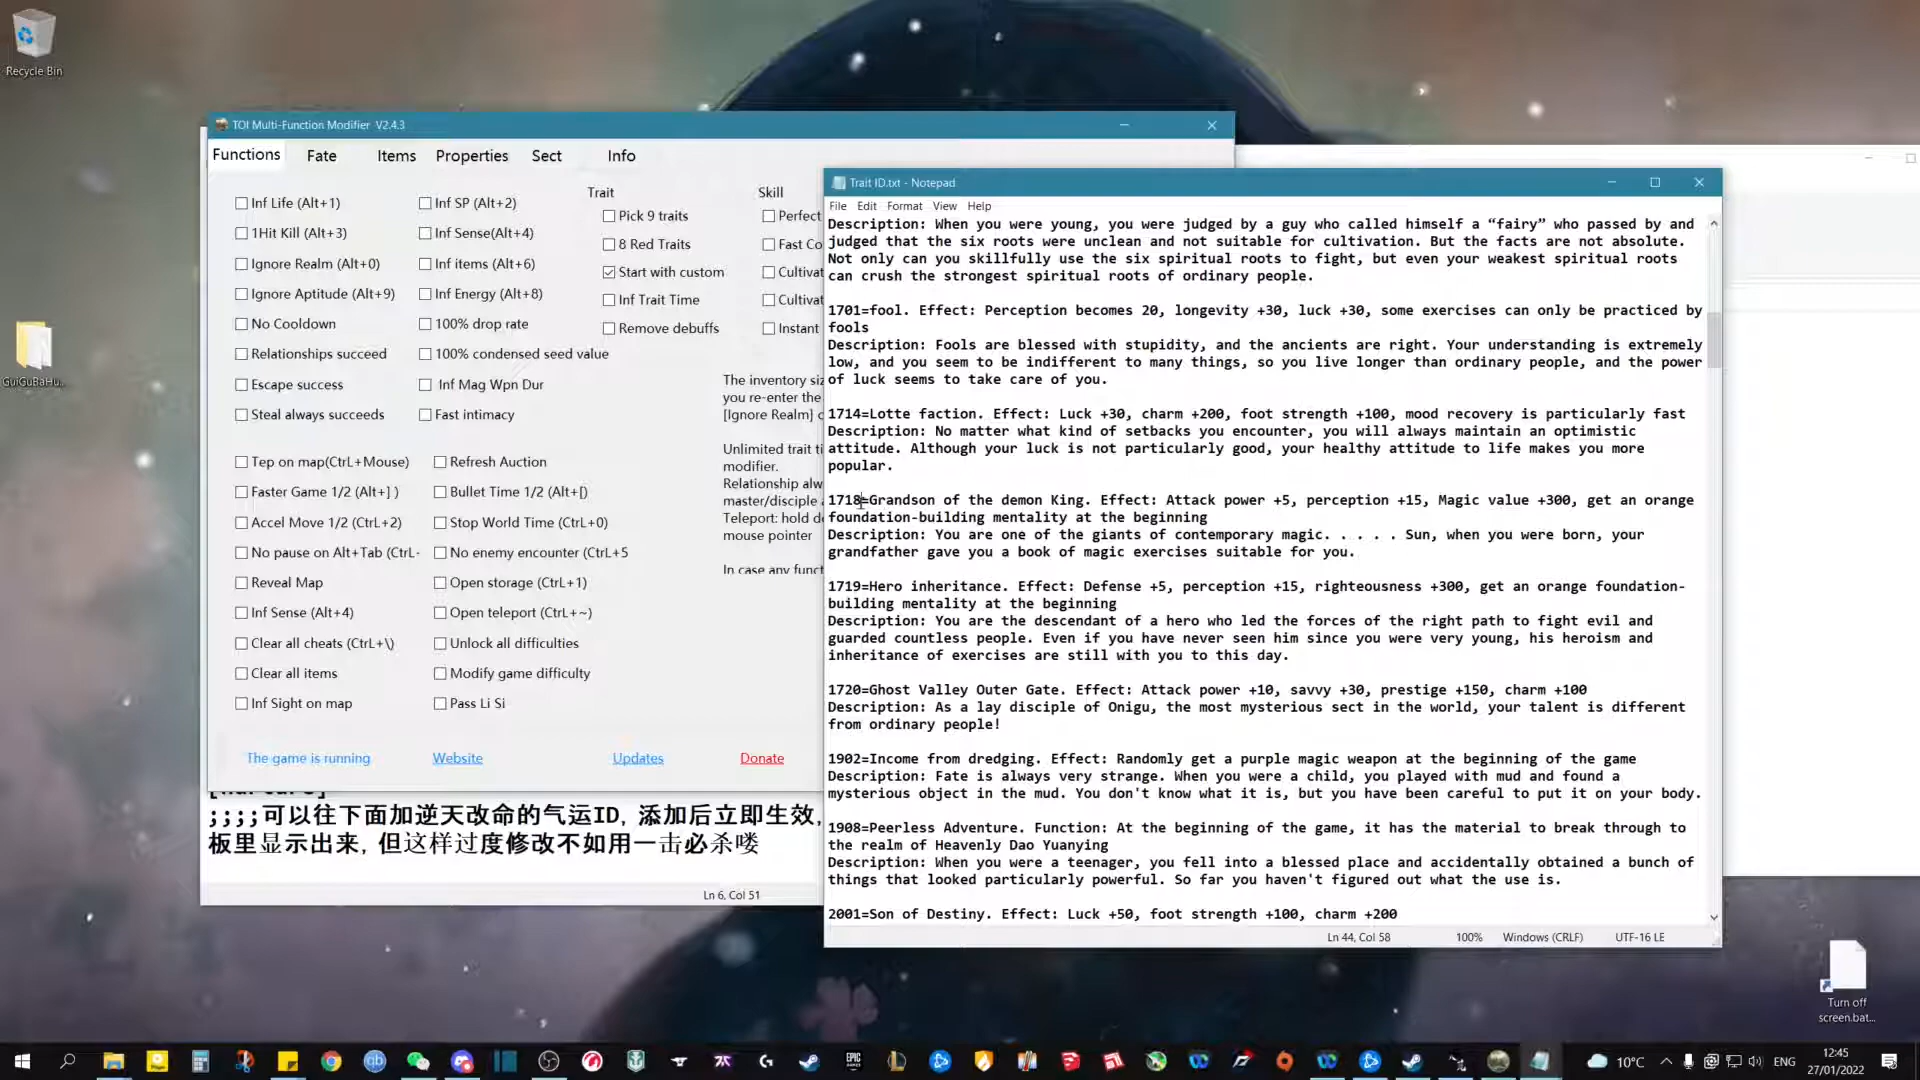 Recycle Bin
GuiGuBaHu...
TOI Multi-Function Modifier V2.4.3
Functions
Fate
Items
Properties
Sect
Info
Inf Life (Alt+1)
Inf SP (Alt+2)
1Hit Kill (Alt+3)
Inf Sense(Alt+4)
Ignore Realm (Alt+0)
Inf items (Alt+6)
Ignore Aptitude (Alt+9)
Inf Energy (Alt+8)
No Cooldown
100% drop rate
Relationships succeed
100% condensed seed value
Escape success
Inf Mag Wpn Dur
Steal always succeeds
Fast intimacy
Trait
Pick 9 traits
8 Red Traits
Start with custom
Inf Trait Time
Remove debuffs
Skill
Perfect
Fast Co
Cultivat
Cultivat
Instant
The inventory siz
you re-enter the
[Ignore Realm] c
Unlimited trait ti
modifier.
Relationship alw
master/disciple a
Teleport: hold de
mouse pointer
In case any funct
Tep on map(CtrL+Mouse)
Refresh Auction
Faster Game 1/2 (Alt+] )
Bullet Time 1/2 (Alt+[)
Accel Move 1/2 (CtrL+2)
Stop World Time (CtrL+0)
No pause on Alt+Tab (CtrL-
No enemy encounter (CtrL+5
Reveal Map
Open storage (CtrL+1)
Inf Sense (Alt+4)
Open teleport (CtrL+~)
Clear all cheats (CtrL+\)
Unlock all difficulties
Clear all items
Modify game difficulty
Inf Sight on map
Pass Li Si
The game is running
Website
Updates
Donate
;;;;可以往下面加逆天改命的气运ID, 添加后立即生效,
板里显示出来, 但这样过度修改不如用一击必杀喽
Ln 6, Col 51
Trait ID.txt - Notepad
File Edit Format View Help
Description: When you were young, you were judged by a guy who called himself a “fairy” who passed by and
judged that the six roots were unclean and not suitable for cultivation. But the facts are not absolute.
Not only can you skillfully use the six spiritual roots to fight, but even your weakest spiritual roots
can crush the strongest spiritual roots of ordinary people.
1701=fool. Effect: Perception becomes 20, longevity +30, luck +30, some exercises can only be practiced by
fools
Description: Fools are blessed with stupidity, and the ancients are right. Your understanding is extremely
low, and you seem to be indifferent to many things, so you live longer than ordinary people, and the power
of luck seems to take care of you.
1714=Lotte faction. Effect: Luck +30, charm +200, foot strength +100, mood recovery is particularly fast
Description: No matter what kind of setbacks you encounter, you will always maintain an optimistic
attitude. Although your luck is not particularly good, your healthy attitude to life makes you more
popular.
1718=Grandson of the demon King. Effect: Attack power +5, perception +15, Magic value +300, get an orange
foundation-building mentality at the beginning
Description: You are one of the giants of contemporary magic. . . . . Sun, when you were born, your
grandfather gave you a book of magic exercises suitable for you.
1719=Hero inheritance. Effect: Defense +5, perception +15, righteousness +300, get an orange foundation-
building mentality at the beginning
Description: You are the descendant of a hero who led the forces of the right path to fight evil and
guarded countless people. Even if you have never seen him since you were very young, his heroism and
inheritance of exercises are still with you to this day.
1720=Ghost Valley Outer Gate. Effect: Attack power +10, savvy +30, prestige +150, charm +100
Description: As a lay disciple of Onigu, the most mysterious sect in the world, your talent is different
from ordinary people!
1902=Income from dredging. Effect: Randomly get a purple magic weapon at the beginning of the game
Description: Fate is always very strange. When you were a child, you played with mud and found a
mysterious object in the mud. You don't know what it is, but you have been careful to put it on your body.
1908=Peerless Adventure. Function: At the beginning of the game, it has the material to break through to
the realm of Heavenly Dao Yuanying
Description: When you were a teenager, you fell into a blessed place and accidentally obtained a bunch of
things that looked particularly powerful. So far you haven't figured out what the use is.
2001=Son of Destiny. Effect: Luck +50, foot strength +100, charm +200
Ln 44, Col 58
100%
Windows (CRLF)
UTF-16 LE
Turn off
screen.bat...
10°C
ENG
12:45
27/01/2022